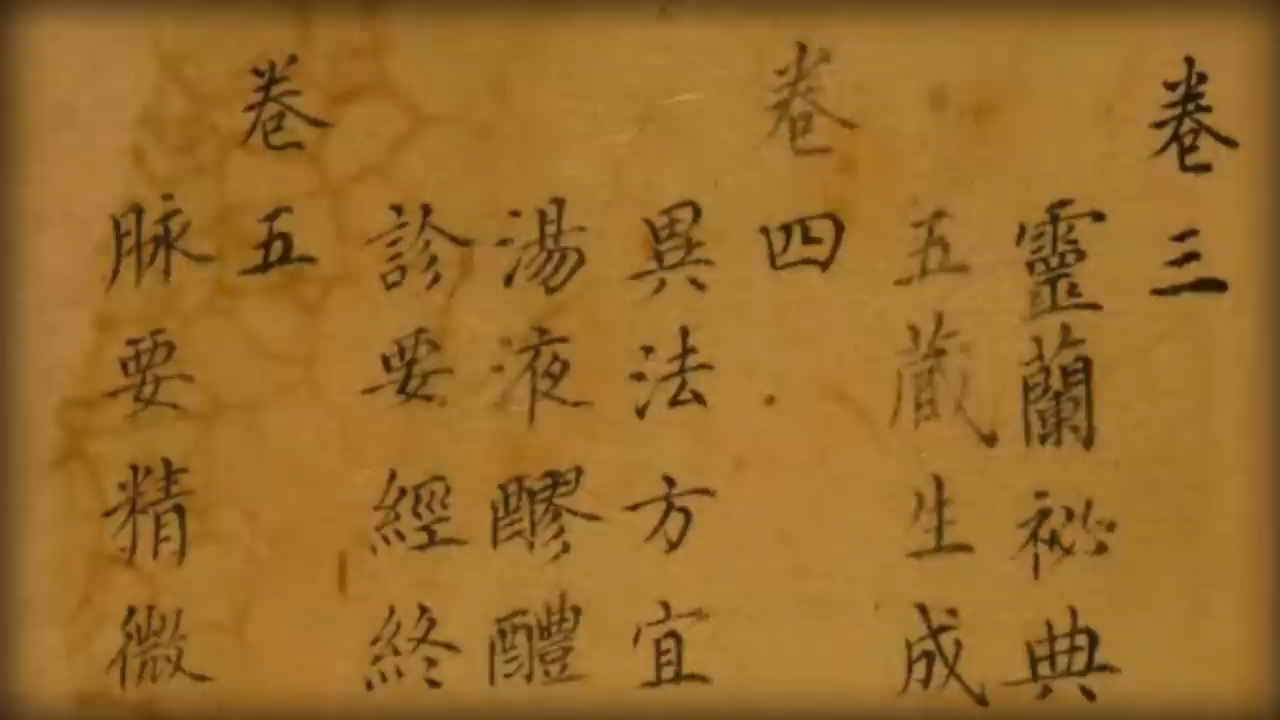 卷三
靈蘭祕典
五藏生成
卷四
異法方宜
湯液醪醴
診要經終
卷五
脉要精微